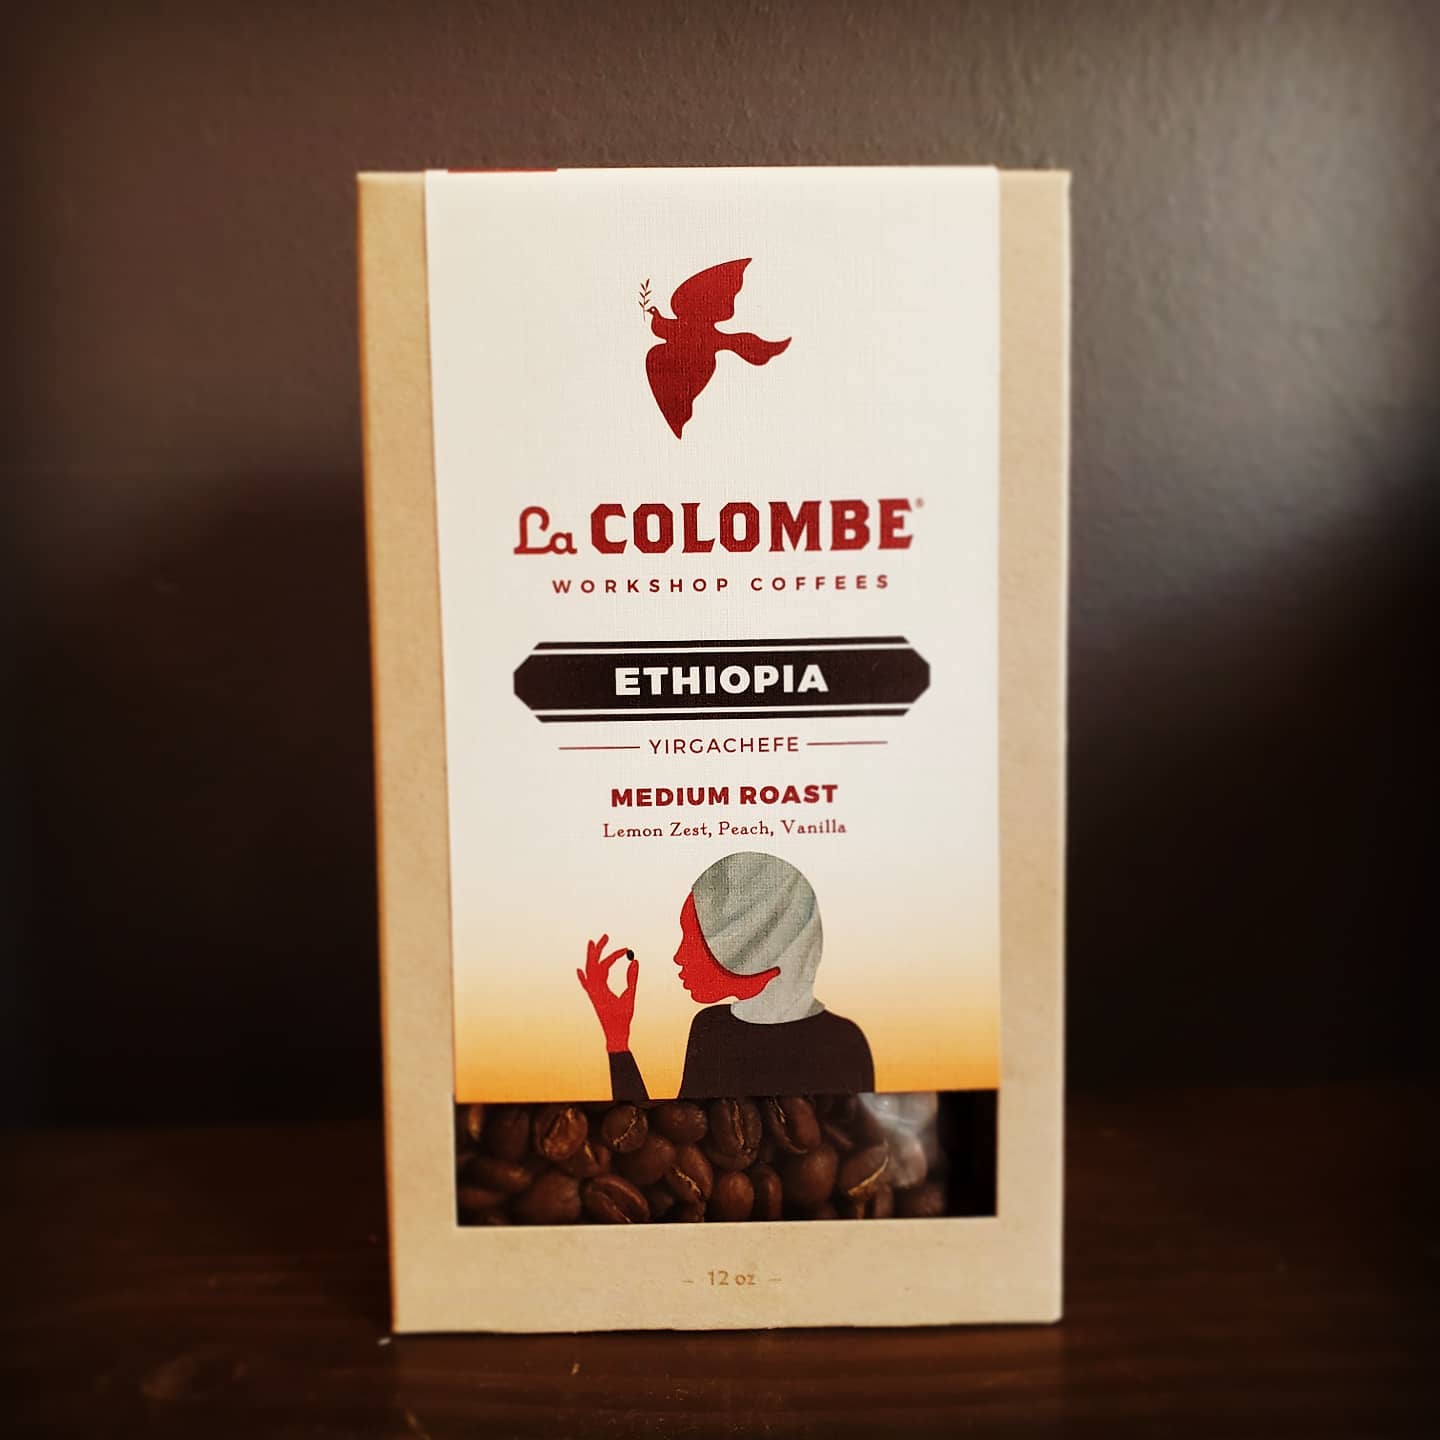 La COLOMBE®
WORKSHOP COFFEES
ETHIOPIA
YIRGACHEFE
MEDIUM ROAST
Lemon Zest, Peach, Vanilla
– 12 oz –